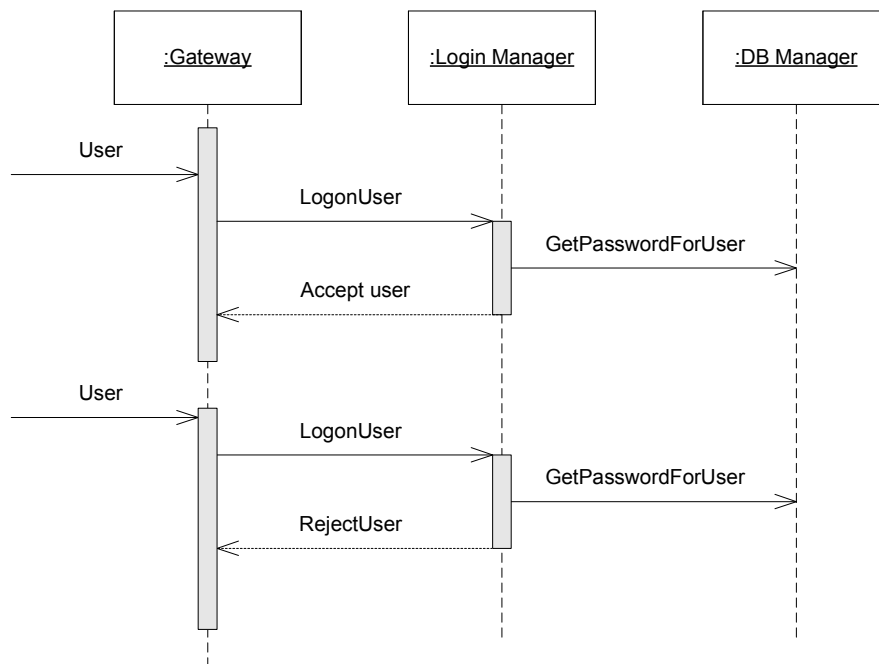 :Gateway
:Login Manager
:DB Manager
User
LogonUser
GetPasswordForUser
Accept user
User
LogonUser
GetPasswordForUser
RejectUser